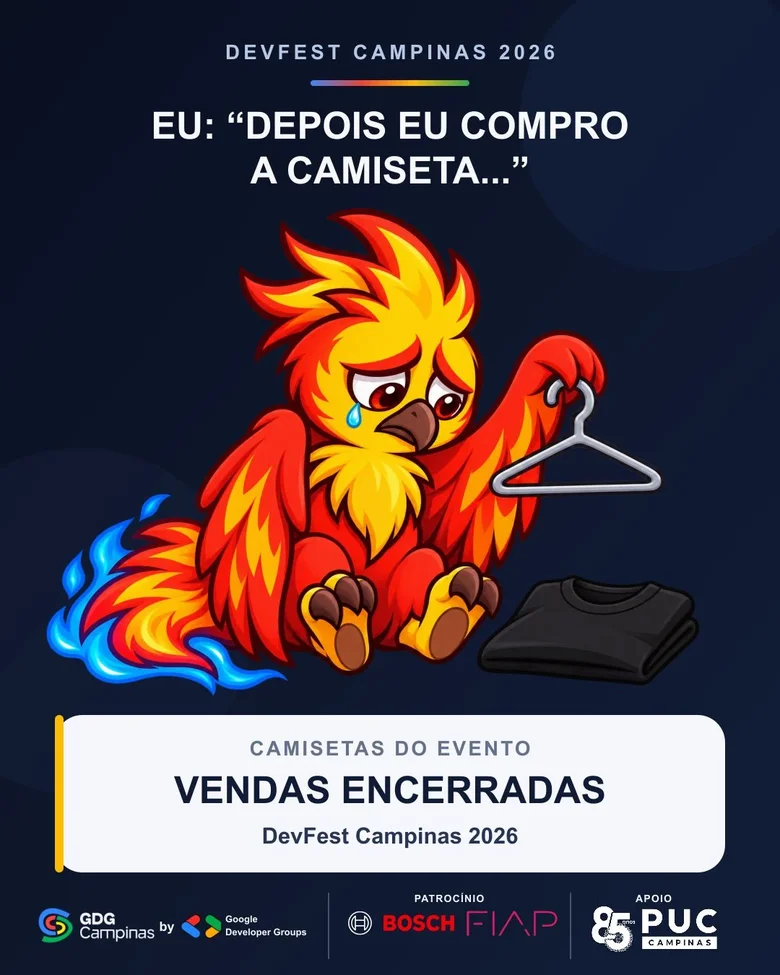 DEVFEST CAMPINAS 2026
EU: “DEPOIS EU COMPRO
A CAMISETA...”
CAMISETAS DO EVENTO
VENDAS ENCERRADAS
DevFest Campinas 2026
GDG
Campinas by
Google
Developer Groups
PATROCÍNIO
BOSCH FIAP
APOIO
85 anos
PUC
CAMPINAS